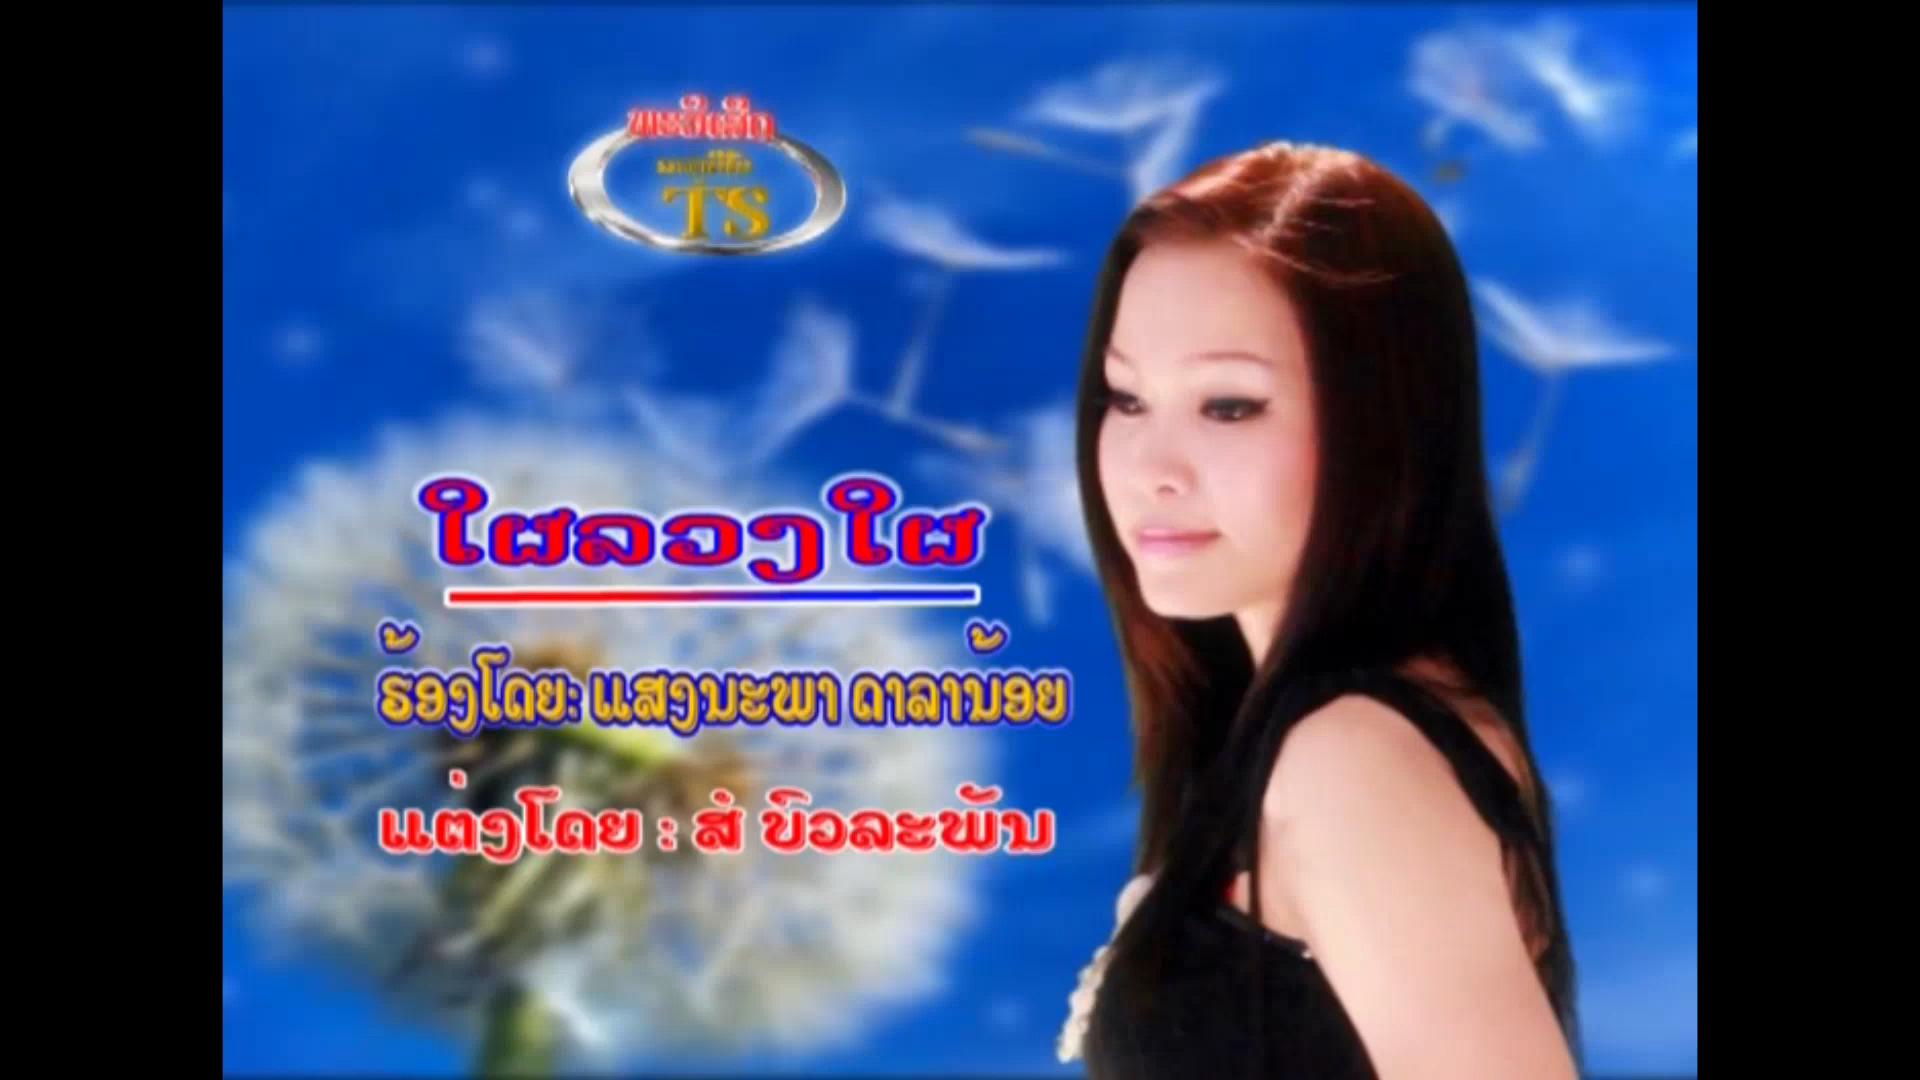 TS
ໃຜລວງໃຜ
ຮ້ອງໂດຍ: ແສງນະພາ ດາລານ້ອຍ
ແຕ່ງໂດຍ : ສໍ ບົວລະພັນ